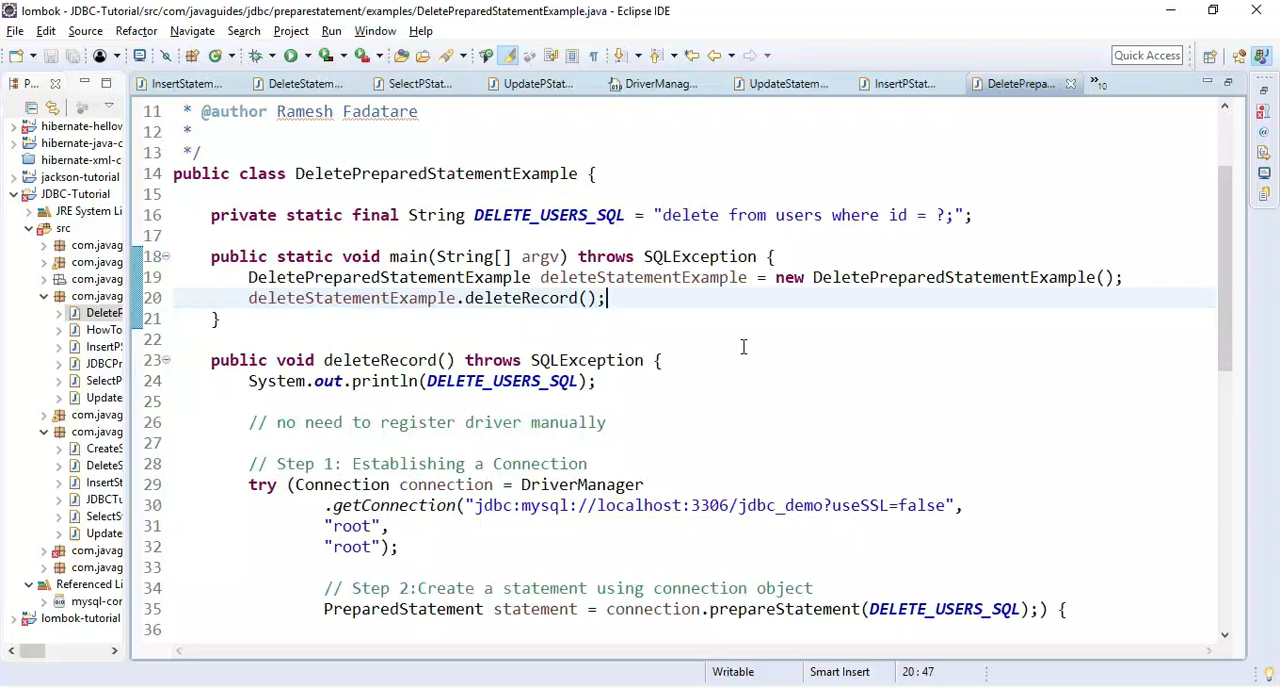 lombok - JDBC-Tutorial/src/com/javaguides/jdbc/preparestatement/examples/DeletePreparedStatementExample.java - Eclipse IDE
File Edit Source Refactor Navigate Search Project Run Window Help
Quick Access
P...
InsertStatem... DeleteStatem... SelectPStat... UpdatePStat... DriverManag... UpdateStatem... InsertPStat... DeletePrepa... »10
hibernate-hellov
hibernate-java-c
hibernate-xml-c
jackson-tutorial
JDBC-Tutorial
JRE System Li
src
com.javag
com.javag
com.javag
com.javag
DeleteP
HowTo
InsertPS
JDBCPr
SelectP
Update
com.javag
com.javag
CreateS
DeleteS
InsertSt
JDBCTu
SelectS
Update
com.javag
com.javag
Referenced Li
mysql-cor
lombok-tutorial
11 * @author Ramesh Fadatare
12 *
13 */
14 public class DeletePreparedStatementExample {
15
16 private static final String DELETE_USERS_SQL = "delete from users where id = ?;";
17
18 public static void main(String[] argv) throws SQLException {
19 DeletePreparedStatementExample deleteStatementExample = new DeletePreparedStatementExample();
20 deleteStatementExample.deleteRecord();
21 }
22
23 public void deleteRecord() throws SQLException {
24 System.out.println(DELETE_USERS_SQL);
25
26 // no need to register driver manually
27
28 // Step 1: Establishing a Connection
29 try (Connection connection = DriverManager
30 .getConnection("jdbc:mysql://localhost:3306/jdbc_demo?useSSL=false",
31 "root",
32 "root");
33
34 // Step 2:Create a statement using connection object
35 PreparedStatement statement = connection.prepareStatement(DELETE_USERS_SQL);) {
36
Writable Smart Insert 20 : 47